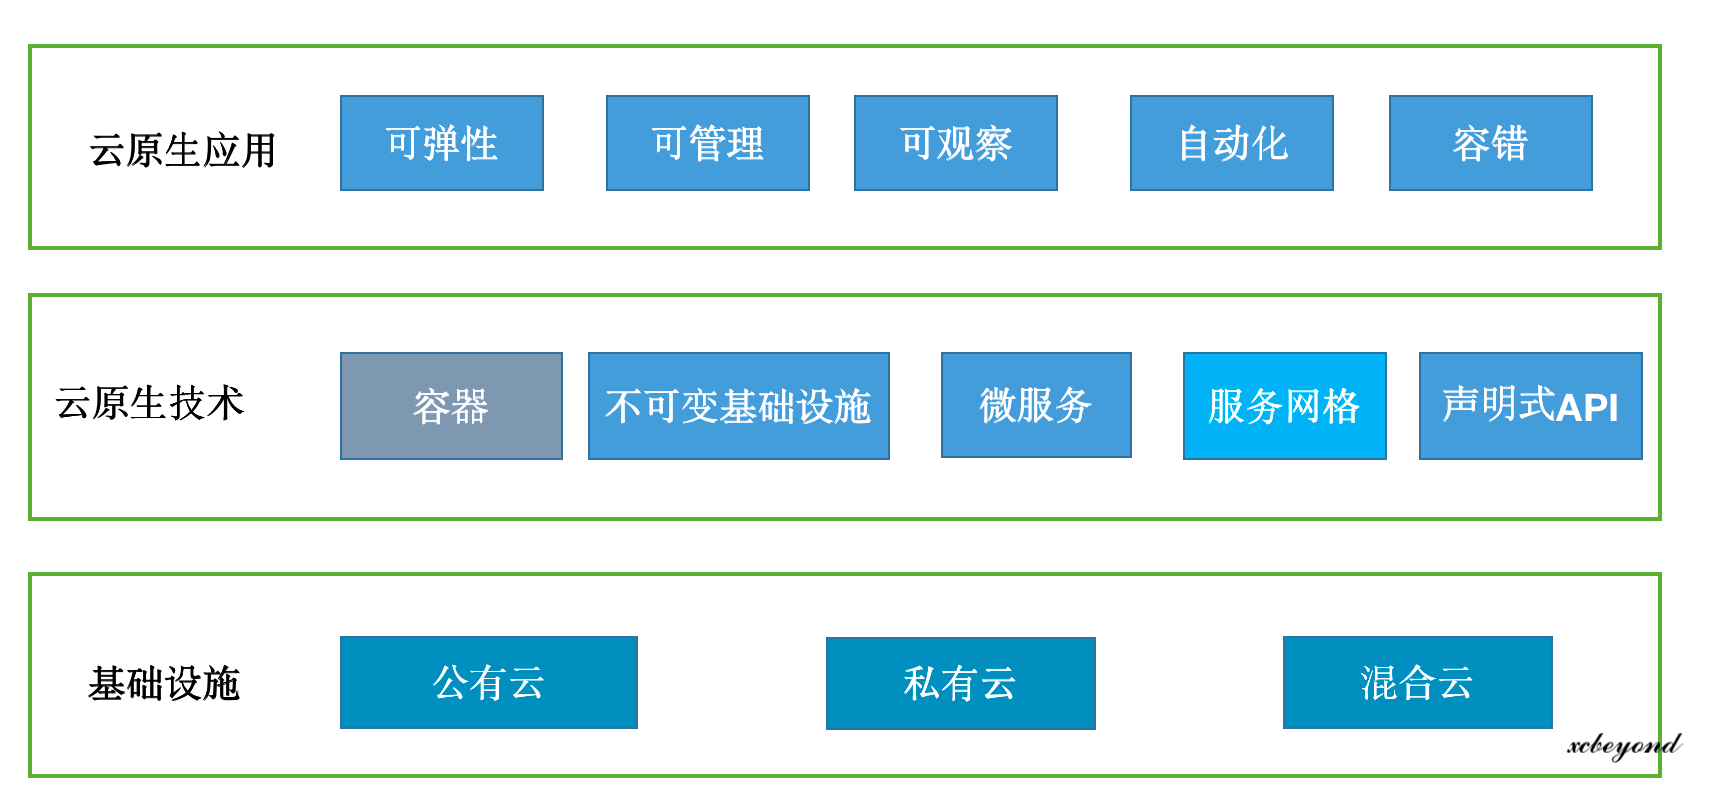 云原生应用
可弹性
可管理
可观察
自动化
容错
云原生技术
容器
不可变基础设施
微服务
服务网格
声明式API
基础设施
公有云
私有云
混合云
xcbeyond